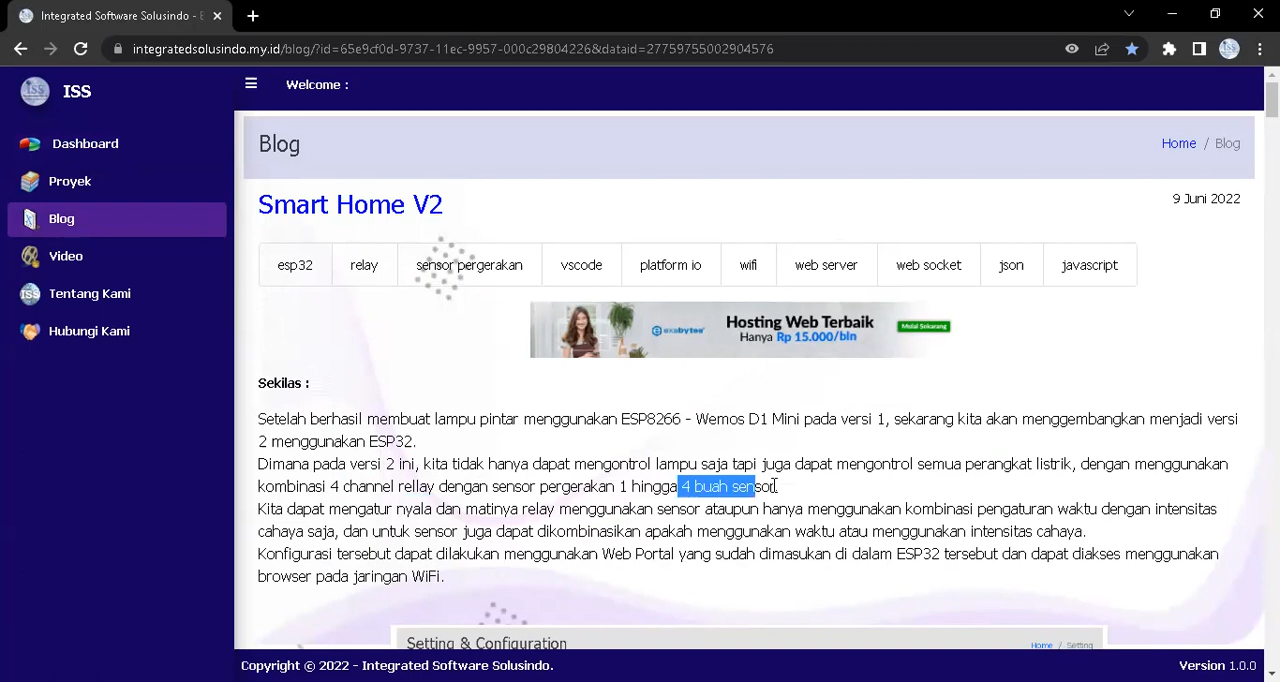 Integrated Software Solusindo - B
integratedsolusindo.my.id/blog/?id=65e9cf0d-9737-11ec-9957-000c29804226&dataid=27759755002904576
ISS
Welcome :
Dashboard
Proyek
Blog
Video
Tentang Kami
Hubungi Kami
Blog
Home / Blog
Smart Home V2
9 Juni 2022
esp32
relay
sensor pergerakan
vscode
platform io
wifi
web server
web socket
json
javascript
exabytes
Hosting Web Terbaik
Hanya Rp 15.000/bln
Mulai Sekarang
Sekilas :
Setelah berhasil membuat lampu pintar menggunakan ESP8266 - Wemos D1 Mini pada versi 1, sekarang kita akan menggembangkan menjadi versi
2 menggunakan ESP32.
Dimana pada versi 2 ini, kita tidak hanya dapat mengontrol lampu saja tapi juga dapat mengontrol semua perangkat listrik, dengan menggunakan
kombinasi 4 channel rellay dengan sensor pergerakan 1 hingga 4 buah sensor.
Kita dapat mengatur nyala dan matinya relay menggunakan sensor ataupun hanya menggunakan kombinasi pengaturan waktu dengan intensitas
cahaya saja, dan untuk sensor juga dapat dikombinasikan apakah menggunakan waktu atau menggunakan intensitas cahaya.
Konfigurasi tersebut dapat dilakukan menggunakan Web Portal yang sudah dimasukan di dalam ESP32 tersebut dan dapat diakses menggunakan
browser pada jaringan WiFi.
Setting & Configuration
Home / Setting
Copyright © 2022 - Integrated Software Solusindo.
Version 1.0.0